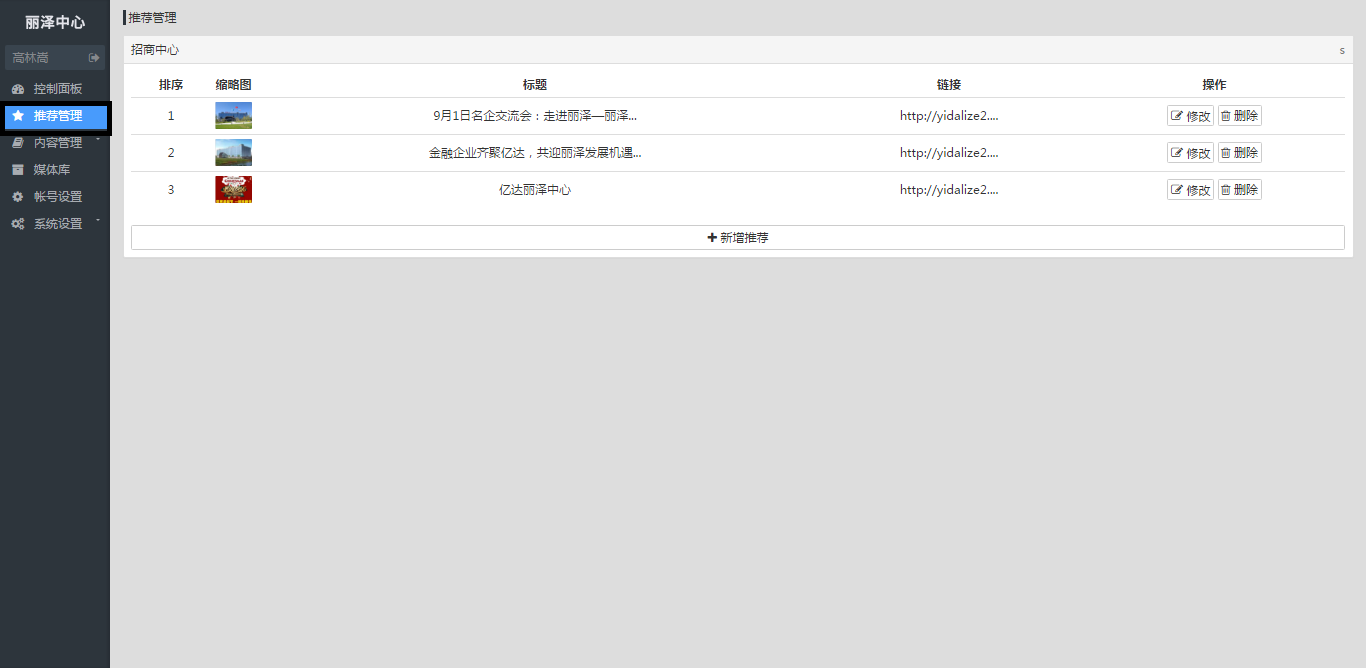 丽泽中心
高林嵩
控制面板
推荐管理
内容管理
媒体库
帐号设置
系统设置
推荐管理
招商中心 s
排序 缩略图 标题 链接 操作
1 9月1日名企交流会：走进丽泽—丽泽... http://yidalize2.... 修改 删除
2 金融企业齐聚亿达，共迎丽泽发展机遇... http://yidalize2.... 修改 删除
3 亿达丽泽中心 http://yidalize2.... 修改 删除
新增推荐